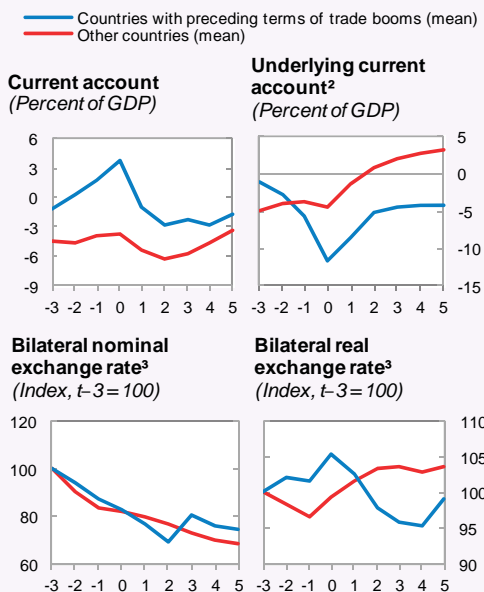 Countries with preceding terms of trade booms (mean)
Other countries (mean)
Current account
(Percent of GDP)
6
3
0
-3
-6
-9
-3 -2 -1 0 1 2 3 4 5
Underlying current
account²
(Percent of GDP)
5
0
-5
-10
-15
-3 -2 -1 0 1 2 3 4 5
Bilateral nominal
exchange rate³
(Index, t–3 = 100)
120
100
80
60
-3 -2 -1 0 1 2 3 4 5
Bilateral real
exchange rate³
(Index, t–3 = 100)
110
105
100
95
90
-3 -2 -1 0 1 2 3 4 5